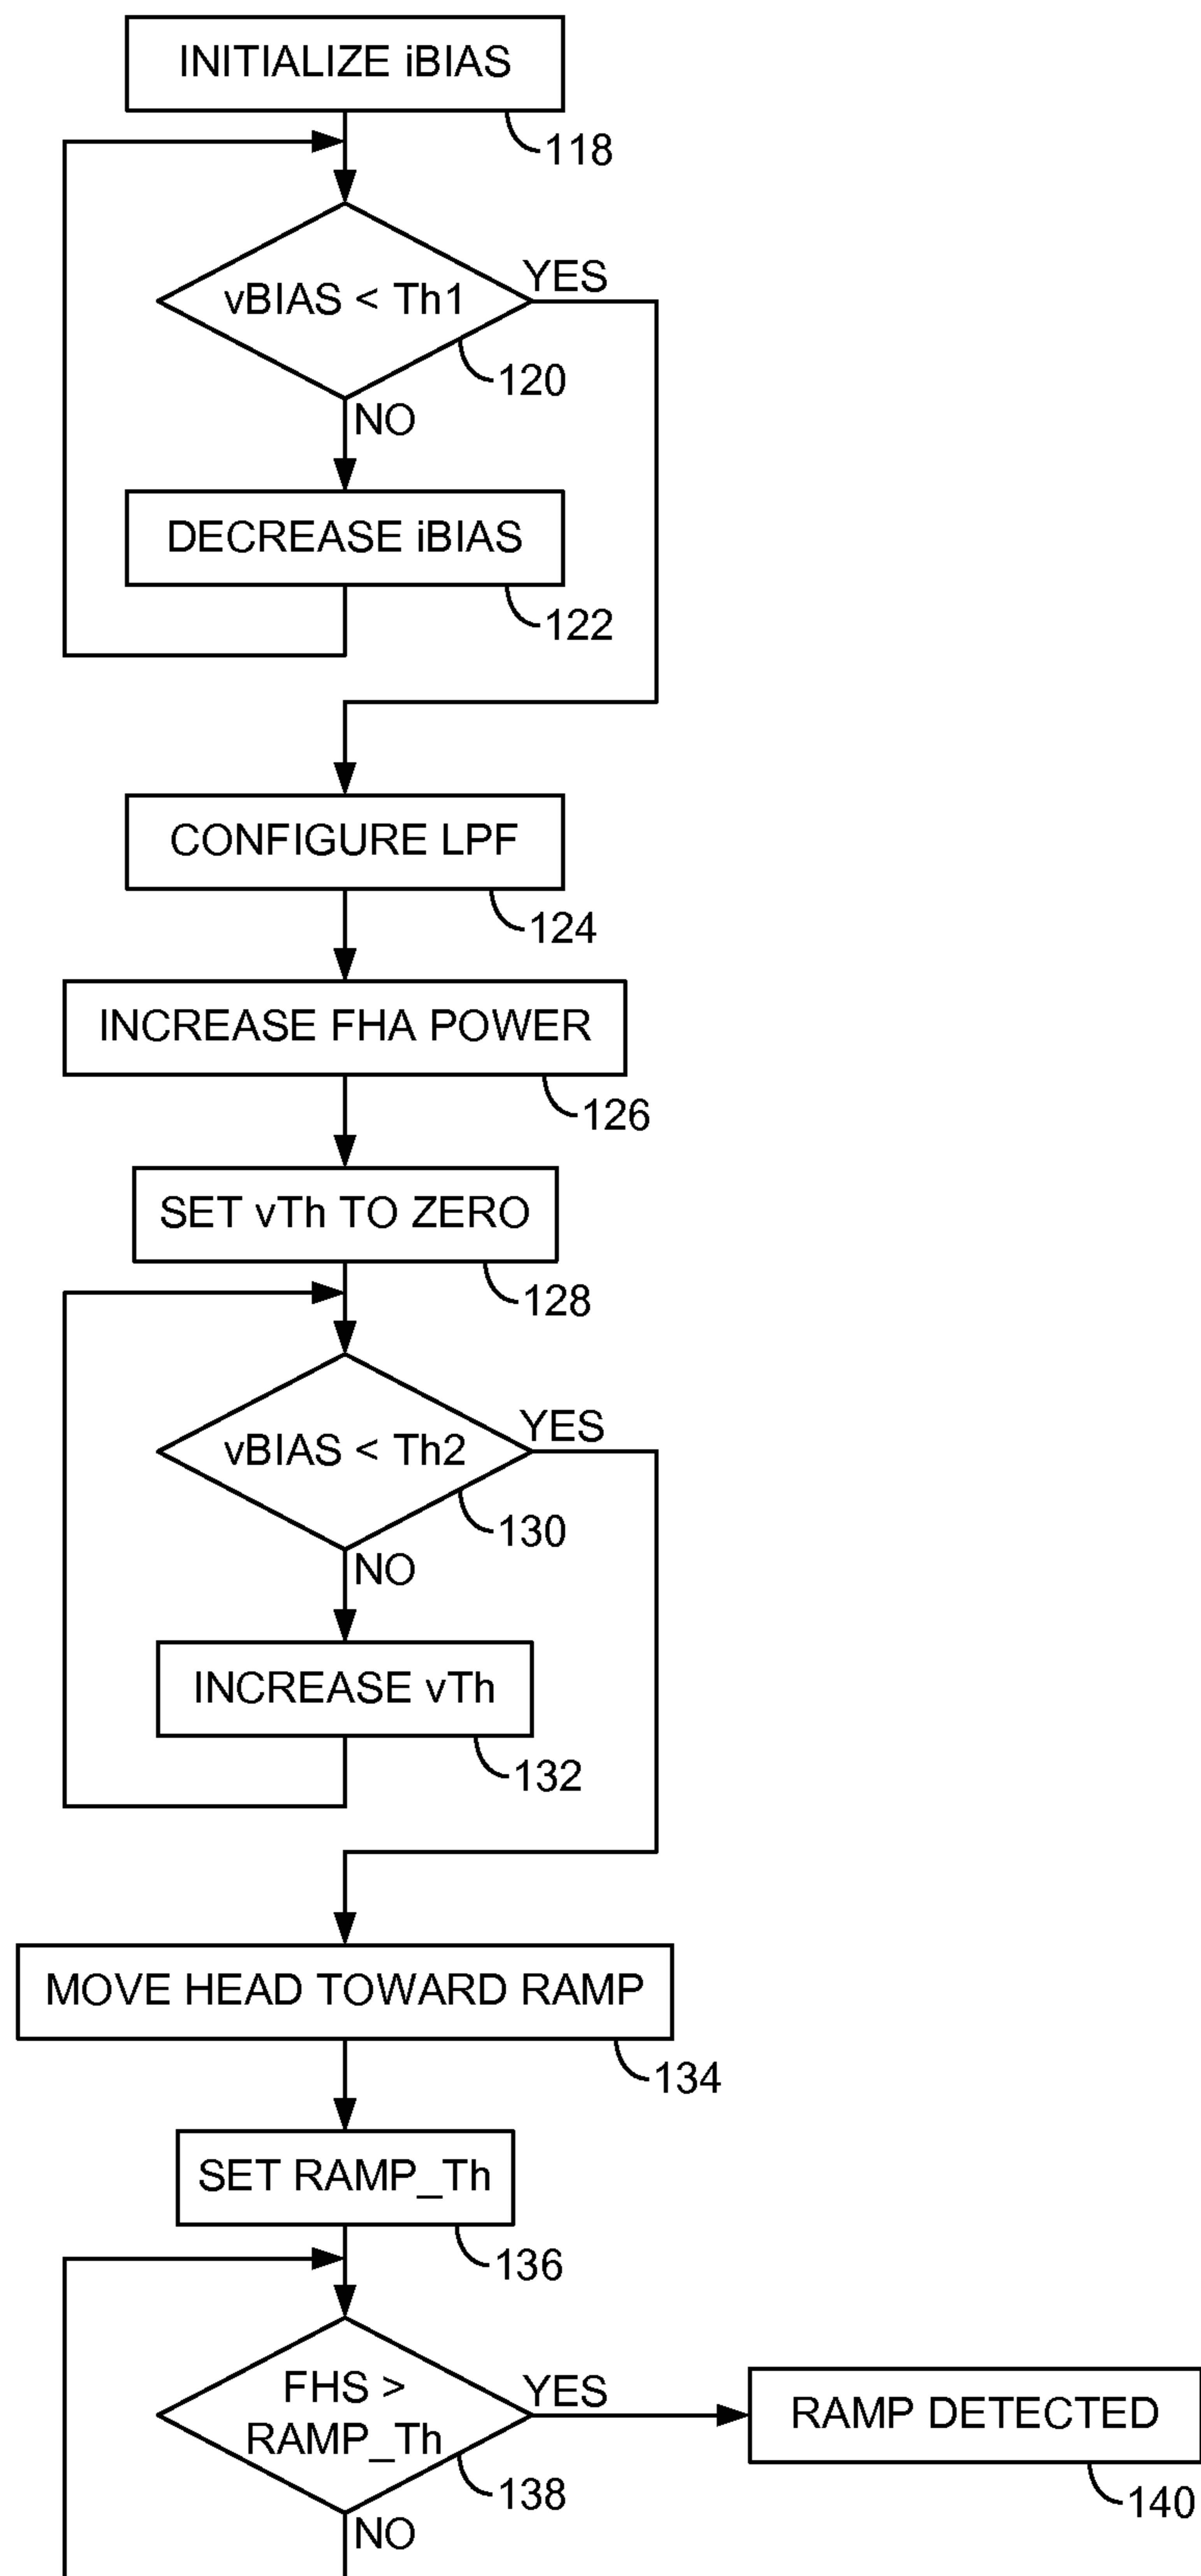 INITIALIZE iBIAS
118
vBIAS < Th1
YES
120
NO
DECREASE iBIAS
122
CONFIGURE LPF
124
INCREASE FHA POWER
126
SET vTh TO ZERO
128
vBIAS < Th2
YES
130
NO
INCREASE vTh
132
MOVE HEAD TOWARD RAMP
134
SET RAMP_Th
136
FHS >
RAMP_Th
YES
138
NO
RAMP DETECTED
140